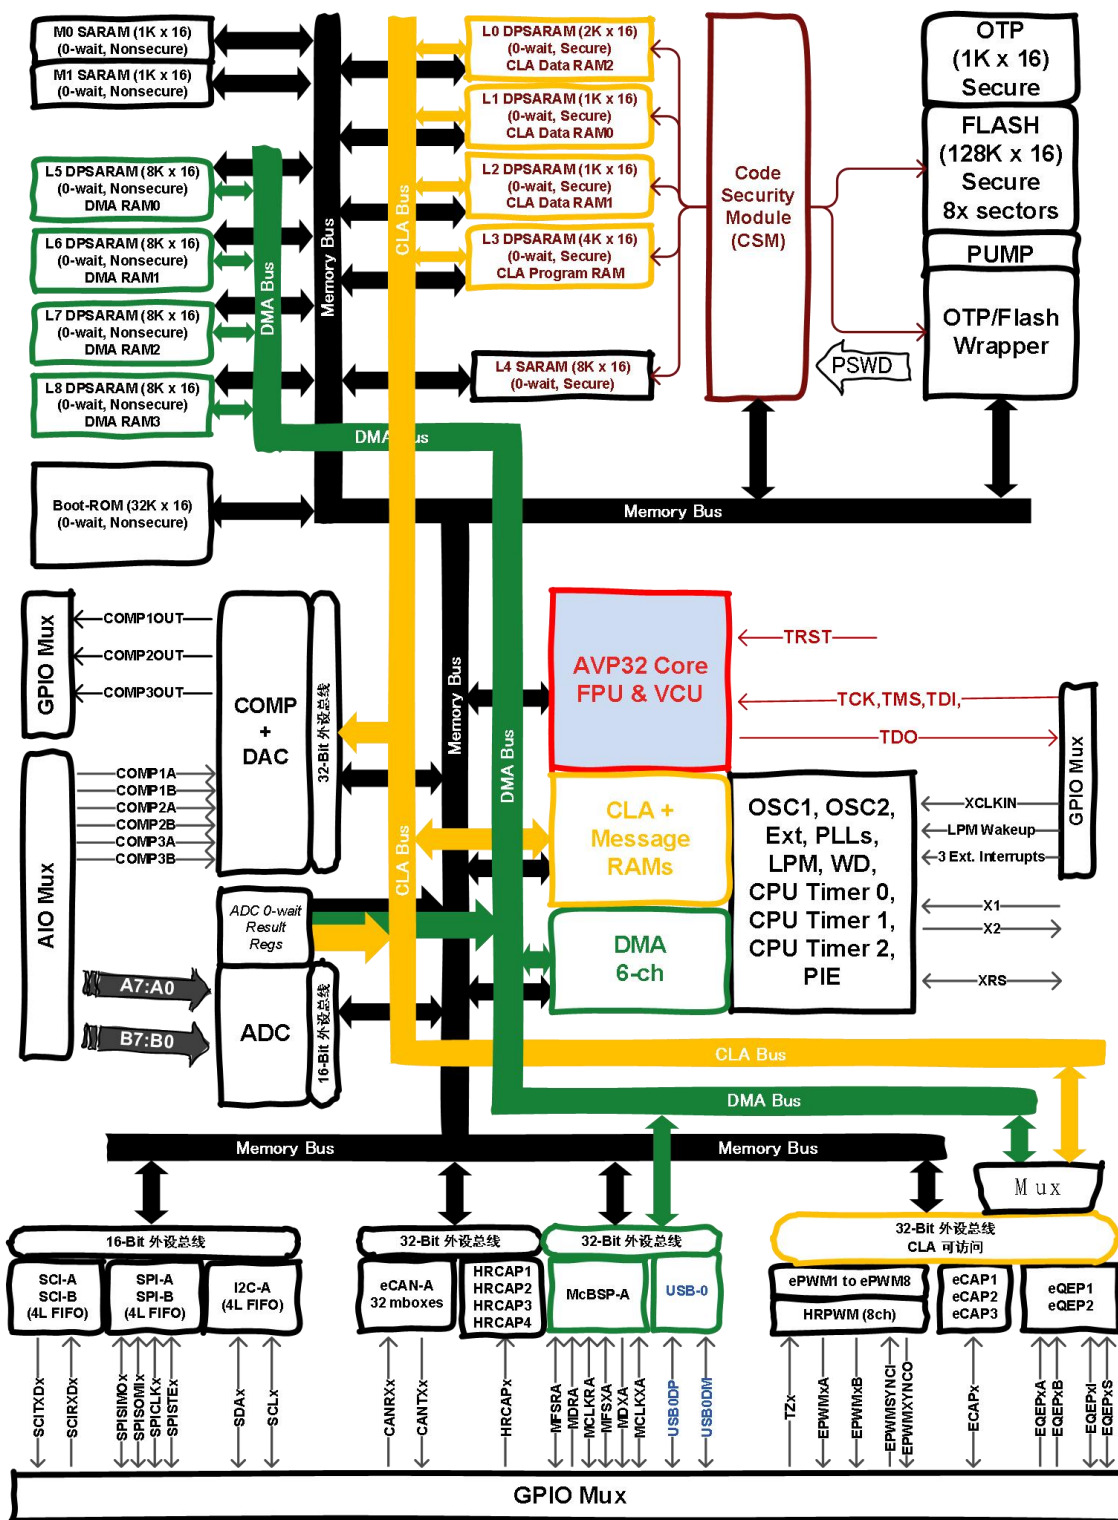 M0 SARAM (1K x 16)
(0-wait, Nonsecure)
M1 SARAM (1K x 16)
(0-wait, Nonsecure)
L5 DPSARAM (8K x 16)
(0-wait, Nonsecure)
DMA RAM0
L6 DPSARAM (8K x 16)
(0-wait, Nonsecure)
DMA RAM1
L7 DPSARAM (8K x 16)
(0-wait, Nonsecure)
DMA RAM2
L8 DPSARAM (8K x 16)
(0-wait, Nonsecure)
DMA RAM3
Boot-ROM (32K x 16)
(0-wait, Nonsecure)
DMA Bus
Memory Bus
CLA Bus
L0 DPSARAM (2K x 16)
(0-wait, Secure)
CLA Data RAM2
L1 DPSARAM (1K x 16)
(0-wait, Secure)
CLA Data RAM0
L2 DPSARAM (1K x 16)
(0-wait, Secure)
CLA Data RAM1
L3 DPSARAM (4K x 16)
(0-wait, Secure)
CLA Program RAM
L4 SARAM (8K x 16)
(0-wait, Secure)
Code
Security
Module
(CSM)
OTP
(1K x 16)
Secure
FLASH
(128K x 16)
Secure
8x sectors
PUMP
OTP/Flash
Wrapper
PSWD
DMA Bus
Memory Bus
GPIO Mux
COMP1OUT
COMP2OUT
COMP3OUT
COMP
+
DAC
32-Bit 外设总线
AIO Mux
COMP1A
COMP1B
COMP2A
COMP2B
COMP3A
COMP3B
ADC 0-wait
Result
Regs
A7:A0
B7:B0
ADC
16-Bit 外设总线
CLA Bus
Memory Bus
DMA Bus
AVP32 Core
FPU & VCU
CLA +
Message
RAMs
DMA
6-ch
OSC1, OSC2,
Ext, PLLs,
LPM, WD,
CPU Timer 0,
CPU Timer 1,
CPU Timer 2,
PIE
TRST
TCK,TMS,TDI,
TDO
XCLKIN
LPM Wakeup
3 Ext. Interrupts
X1
X2
XRS
GPIO Mux
CLA Bus
DMA Bus
Memory Bus
Memory Bus
Mux
16-Bit 外设总线
32-Bit 外设总线
32-Bit 外设总线
32-Bit 外设总线
CLA 可访问
SCI-A
SCI-B
(4L FIFO)
SPI-A
SPI-B
(4L FIFO)
I2C-A
(4L FIFO)
eCAN-A
32 mboxes
HRCAP1
HRCAP2
HRCAP3
HRCAP4
McBSP-A
USB-0
ePWM1 to ePWM8
HRPWM (8ch)
eCAP1
eCAP2
eCAP3
eQEP1
eQEP2
SCITXDx
SCIRXDx
SPISIMOx
SPISOMIx
SPICLKx
SPISTEx
SDAx
SCLx
CANRXx
CANTXx
HRCAPx
MFSRA
MDRA
MCLKRA
MFSXA
MDXA
MCLKXA
USB0DP
USB0DM
TZx
EPWMxA
EPWMxB
EPWMSYNCI
EPWMXYNCO
ECAPx
EQEPxA
EQEPxB
EQEPxI
EQEPxS
GPIO Mux